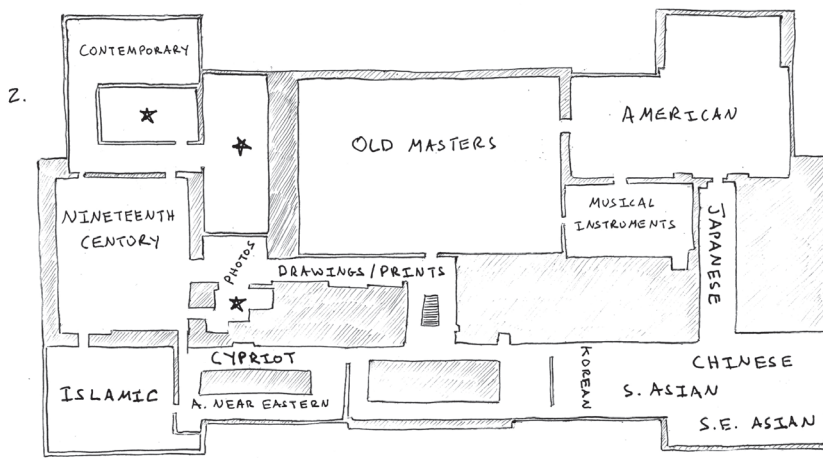 CONTEMPORARY
2.
AMERICAN
OLD MASTERS
MUSICAL
INSTRUMENTS
NINETEENTH
CENTURY
JAPANESE
PHOTOS
DRAWINGS/PRINTS
CYPRIOT
KOREAN
CHINESE
ISLAMIC
A. NEAR EASTERN
S. ASIAN
S.E. ASIAN